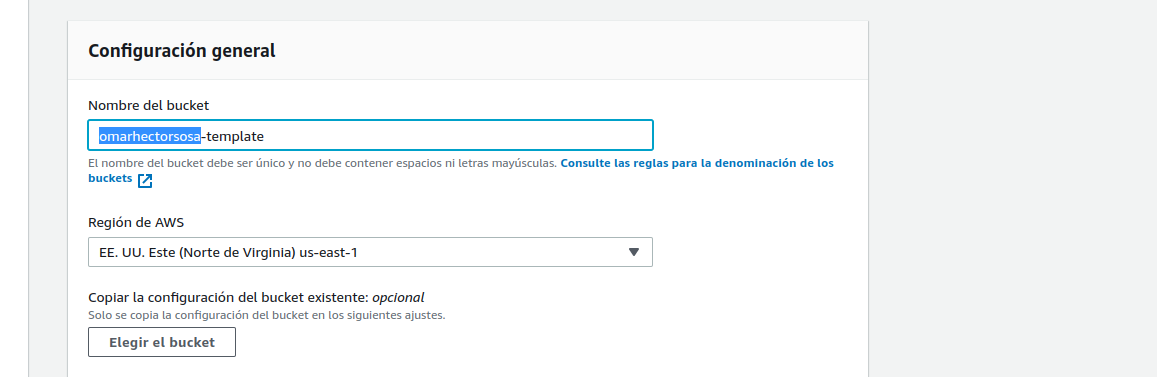 Configuración general
Nombre del bucket
omarhectorsosa-template
El nombre del bucket debe ser único y no debe contener espacios ni letras mayúsculas. Consulte las reglas para la denominación de los
buckets
Región de AWS
EE. UU. Este (Norte de Virginia) us-east-1
Copiar la configuración del bucket existente: opcional
Solo se copia la configuración del bucket en los siguientes ajustes.
Elegir el bucket